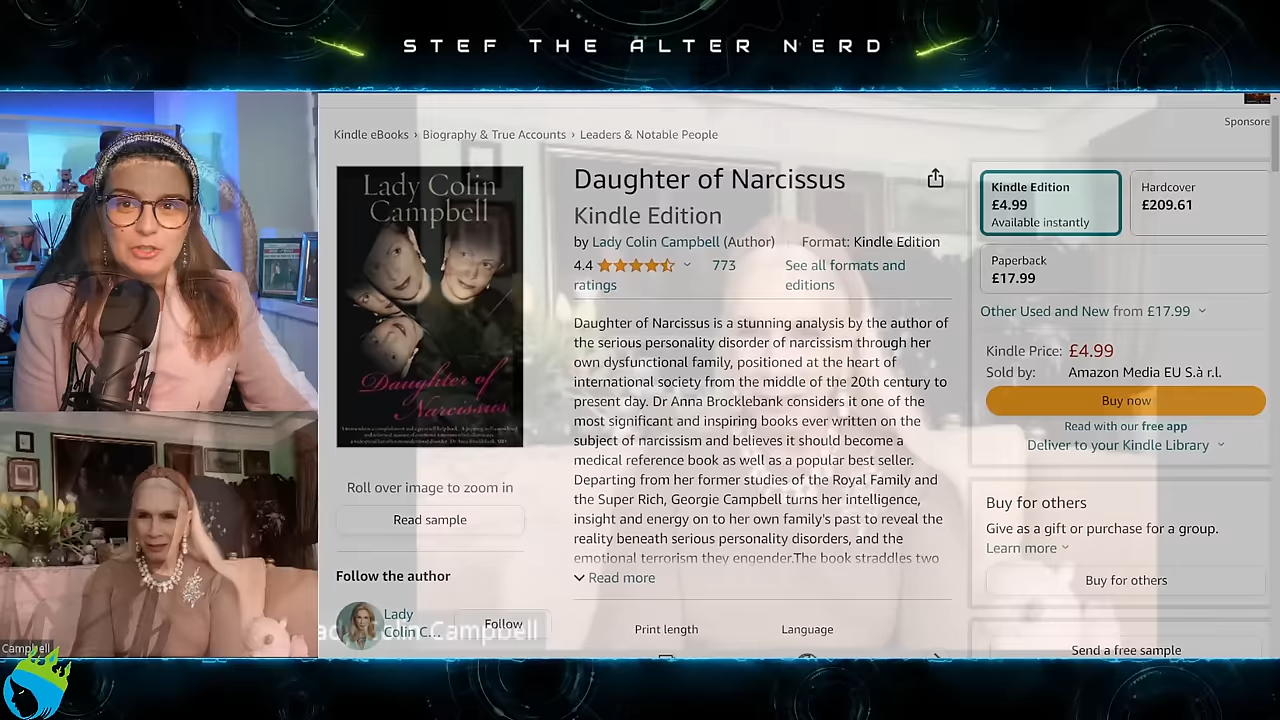 STEF THE ALTER NERD
Sponsore
Kindle eBooks › Biography & True Accounts › Leaders & Notable People
Lady Colin
Campbell
Daughter of
Narcissus
Roll over image to zoom in
Read sample
Follow the author
Lady
Colin C...
Follow
Daughter of Narcissus
Kindle Edition
by Lady Colin Campbell (Author) Format: Kindle Edition
4.4 773 See all formats and
ratings editions
Daughter of Narcissus is a stunning analysis by the author of
the serious personality disorder of narcissism through her
own dysfunctional family, positioned at the heart of
international society from the middle of the 20th century to
present day. Dr Anna Brocklebank considers it one of the
most significant and inspiring books ever written on the
subject of narcissism and believes it should become a
medical reference book as well as a popular best seller.
Departing from her former studies of the Royal Family and
the Super Rich, Georgie Campbell turns her intelligence,
insight and energy on to her own family's past to reveal the
reality beneath serious personality disorders, and the
emotional terrorism they engender.The book straddles two
Read more
Print length Language
Kindle Edition
£4.99
Available instantly
Hardcover
£209.61
Paperback
£17.99
Other Used and New from £17.99
Kindle Price: £4.99
Sold by: Amazon Media EU S.à r.l.
Buy now
Read with our free app
Deliver to your Kindle Library
Buy for others
Give as a gift or purchase for a group.
Learn more
Buy for others
Send a free sample
Campbell
Colin Campbell